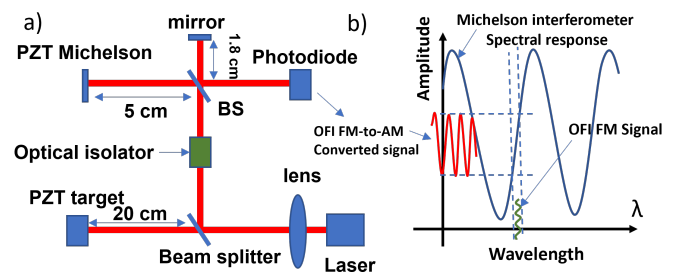 a)
mirror
b)
PZT Michelson
1.8 cm
Photodiode
5 cm
BS
Optical isolator
OFI FM-to-AM
Converted signal
PZT target
20 cm
lens
Beam splitter
Laser
Michelson interferometer
Spectral response
Amplitude
OFI FM Signal
λ
Wavelength